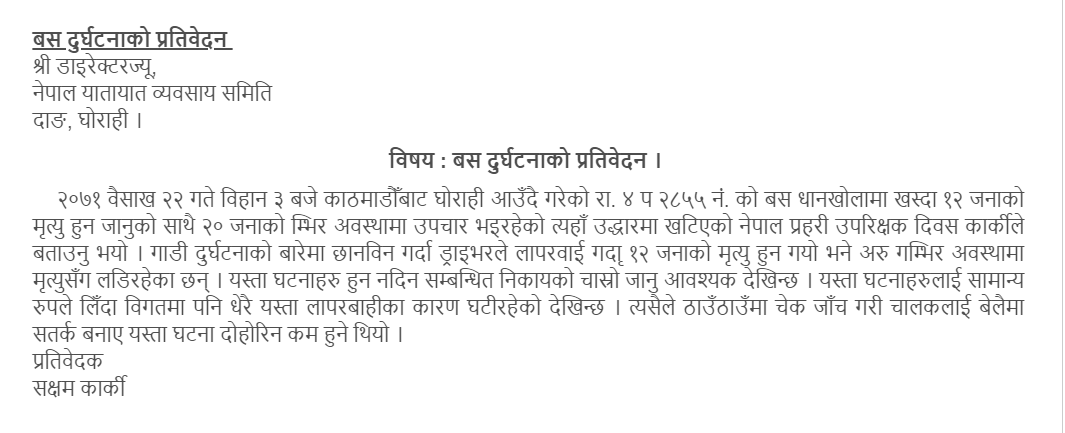 बस दुर्घटनाको प्रतिवेदन
श्री डाइरेक्टरज्यू,
नेपाल यातायात व्यवसाय समिति
दाङ, घोराही ।
विषय : बस दुर्घटनाको प्रतिवेदन ।
२०७१ वैसाख २२ गते विहान ३ बजे काठमाडौँबाट घोराही आउँदै गरेको रा. ४ प २८५५ नं. को बस धानखोलामा खस्दा १२ जनाको
मृत्यु हुन जानुको साथै २० जनाको म्भिर अवस्थामा उपचार भइरहेको त्यहाँ उद्धारमा खटिएको नेपाल प्रहरी उपरिक्षक दिवस कार्कीले
बताउनु भयो । गाडी दुर्घटनाको बारेमा छानविन गर्दा ड्राइभरले लापरवाई गदाृ १२ जनाको मृत्यु हुन गयो भने अरु गम्भिर अवस्थामा
मृत्युसँग लडिरहेका छन् । यस्ता घटनाहरु हुन नदिन सम्बन्धित निकायको चास्रो जानु आवश्यक देखिन्छ । यस्ता घटनाहरुलाई सामान्य
रुपले लिँदा विगतमा पनि धेरै यस्ता लापरबाहीका कारण घटीरहेको देखिन्छ । त्यसैले ठाउँठाउँमा चेक जाँच गरी चालकलाई बेलैमा
सतर्क बनाए यस्ता घटना दोहोरिन कम हुने थियो ।
प्रतिवेदक
सक्षम कार्की